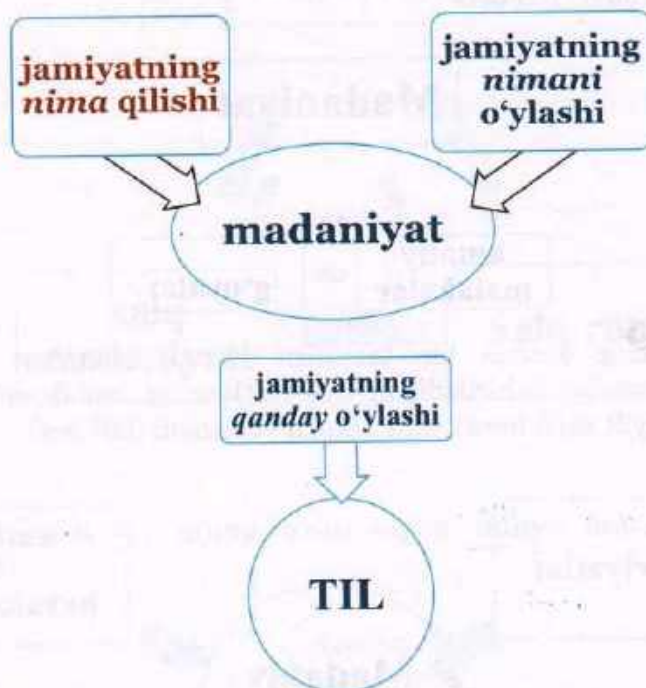 jamiyatning
nima qilishi
jamiyatning
nimani
o‘ylashi
madaniyat
jamiyatning
qanday o‘ylashi
TIL